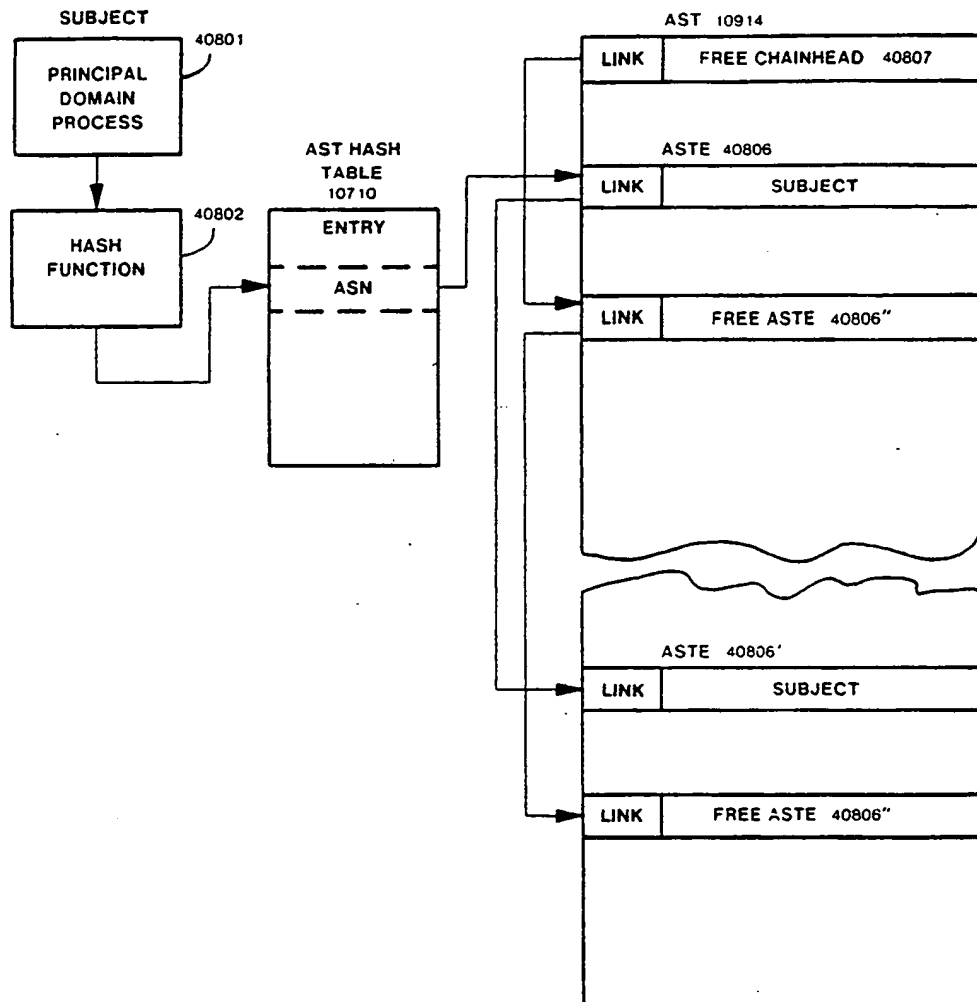 SUBJECT
40801
PRINCIPAL
DOMAIN
PROCESS
40802
HASH
FUNCTION
AST HASH
TABLE
10710
ENTRY
ASN
AST 10914
LINK FREE CHAINHEAD 40807
ASTE 40806
LINK SUBJECT
LINK FREE ASTE 40806"
ASTE 40806'
LINK SUBJECT
LINK FREE ASTE 40806"